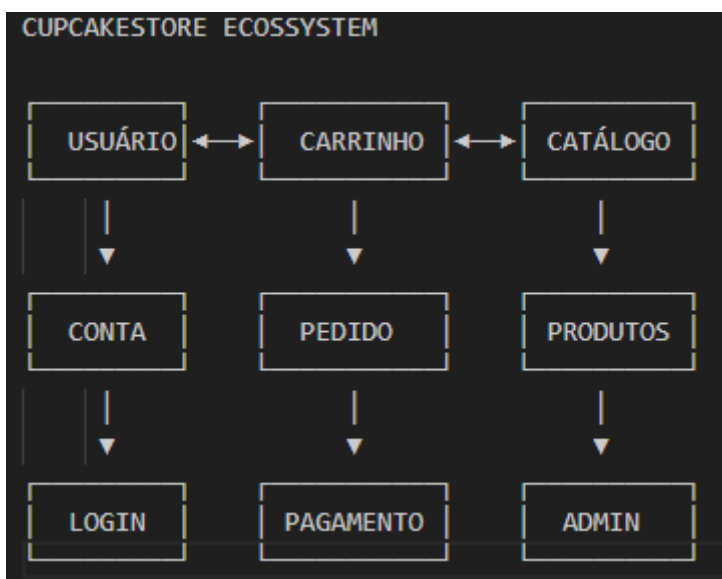 CUPCAKESTORE ECOSSYSTEM
USUÁRIO CARRINHO CATÁLOGO
CONTA PEDIDO PRODUTOS
LOGIN PAGAMENTO ADMIN